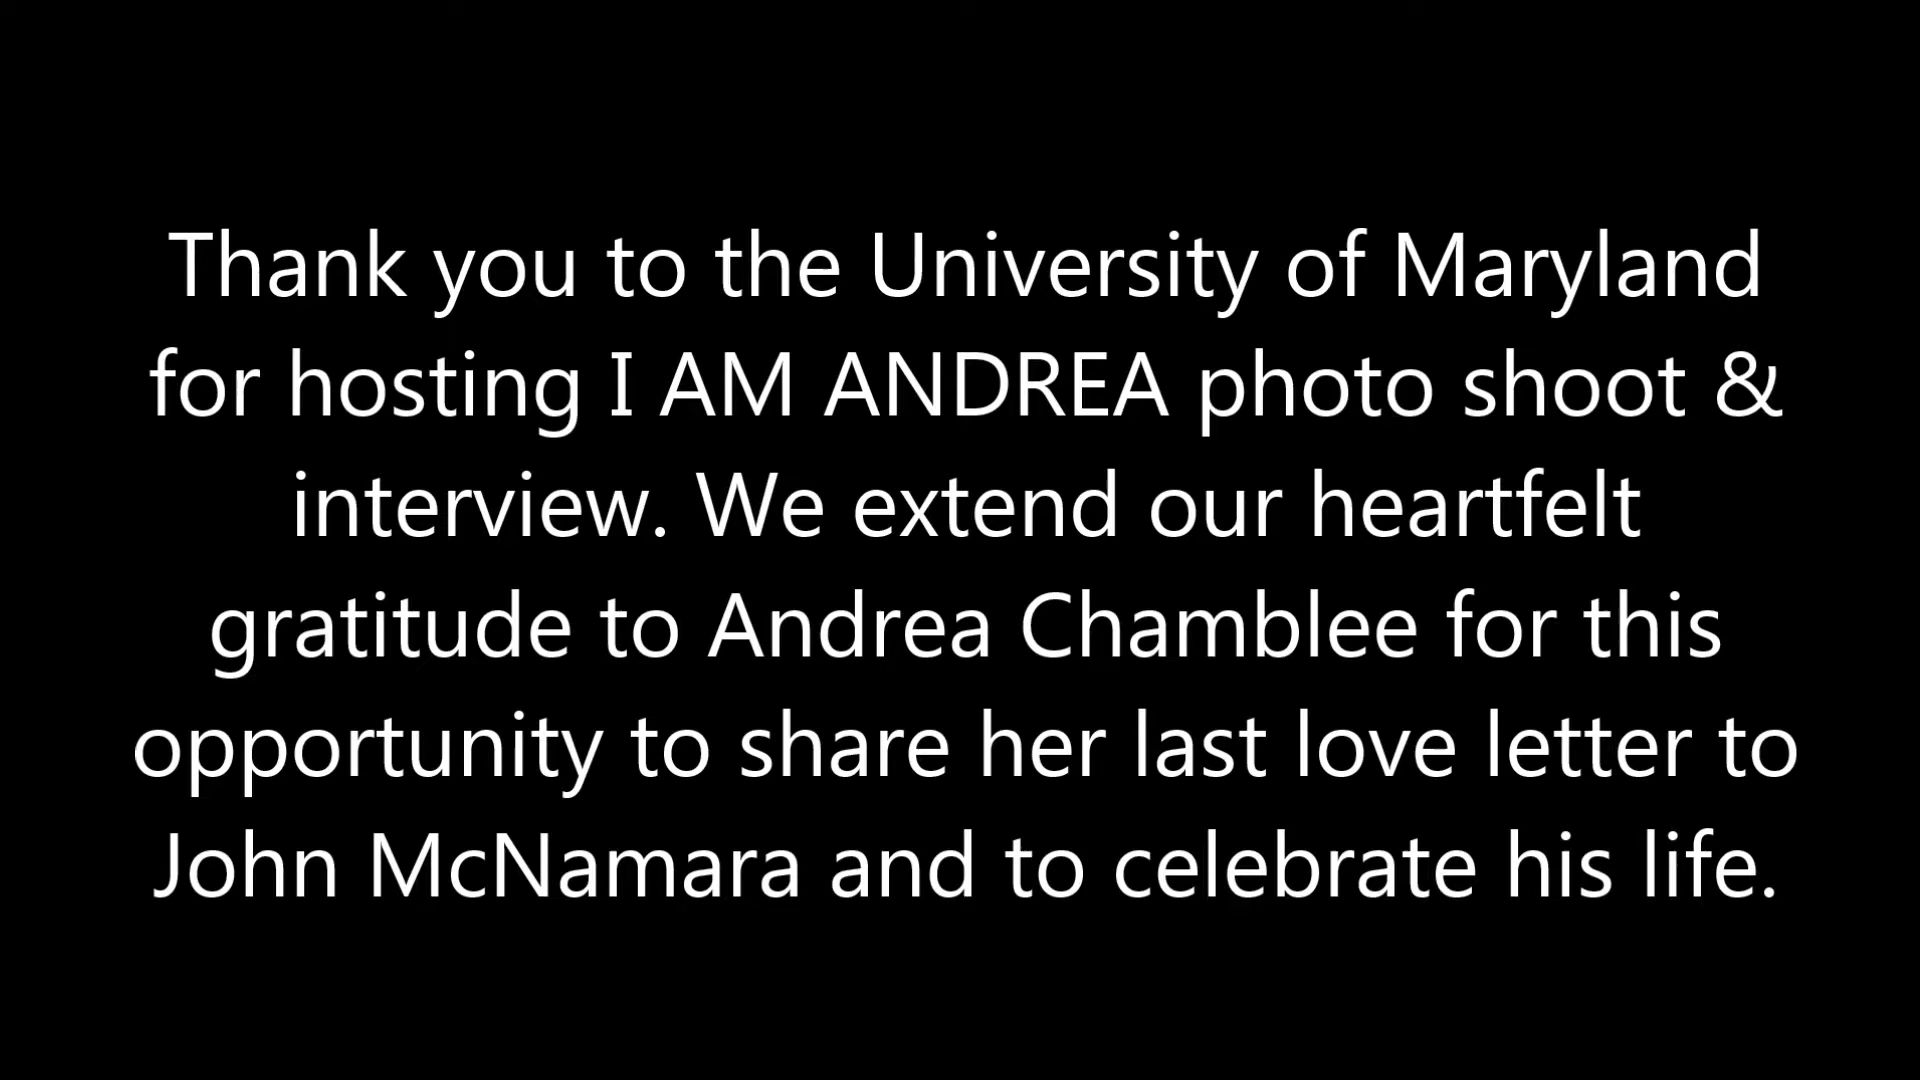 Thank you to the University of Maryland
for hosting I AM ANDREA photo shoot &
interview. We extend our heartfelt
gratitude to Andrea Chamblee for this
opportunity to share her last love letter to
John McNamara and to celebrate his life.